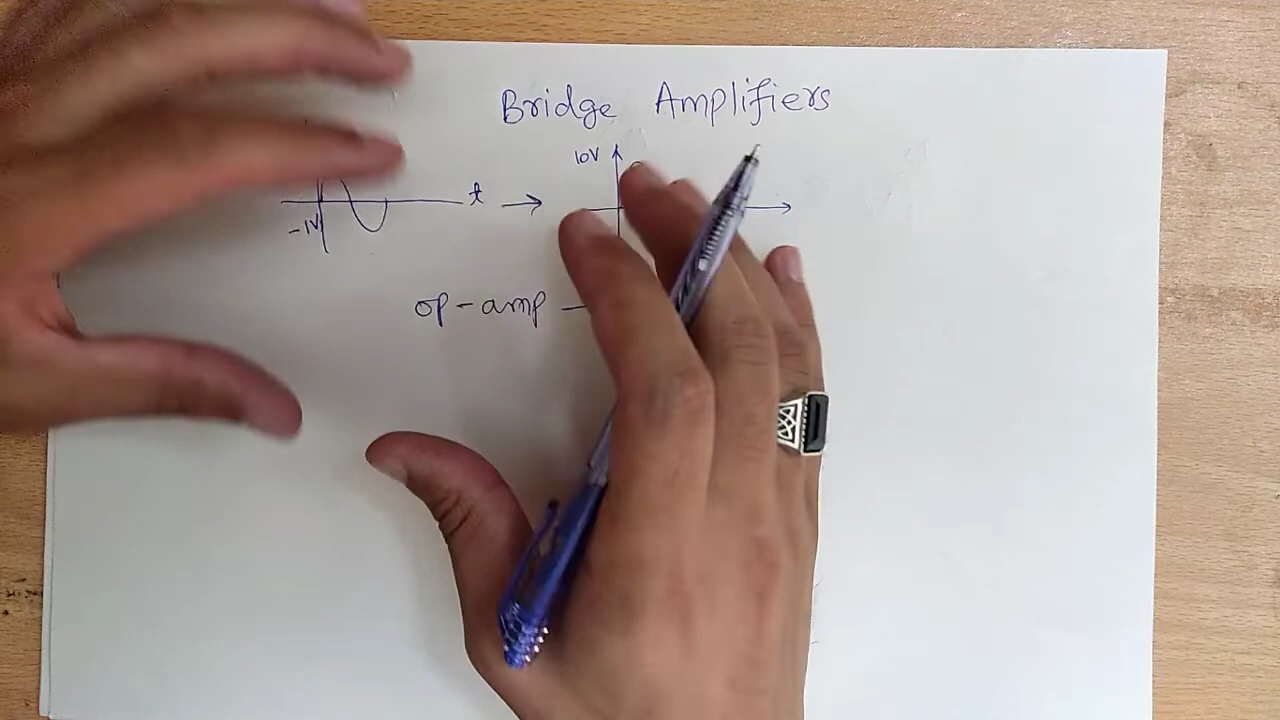 Bridge Amplifiers
10V
-1V t →
op-amp —